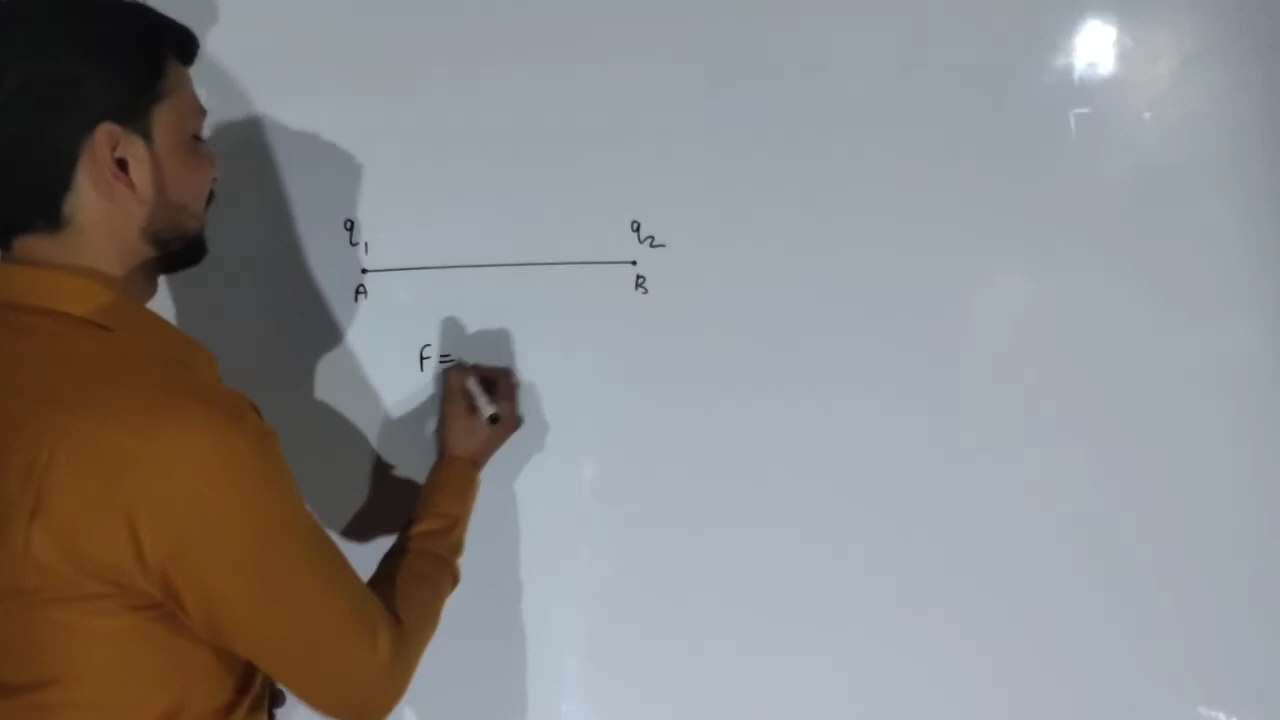 q₁ q₂
A B
F =